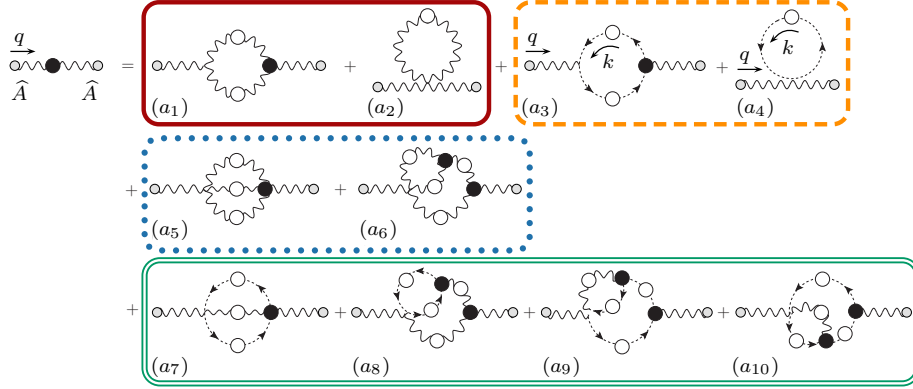 q = + + q k + q k
Â Â
(a₁) (a₂) (a₃) (a₄)
+ +
(a₅) (a₆)
+ + + +
(a₇) (a₈) (a₉) (a₁₀)